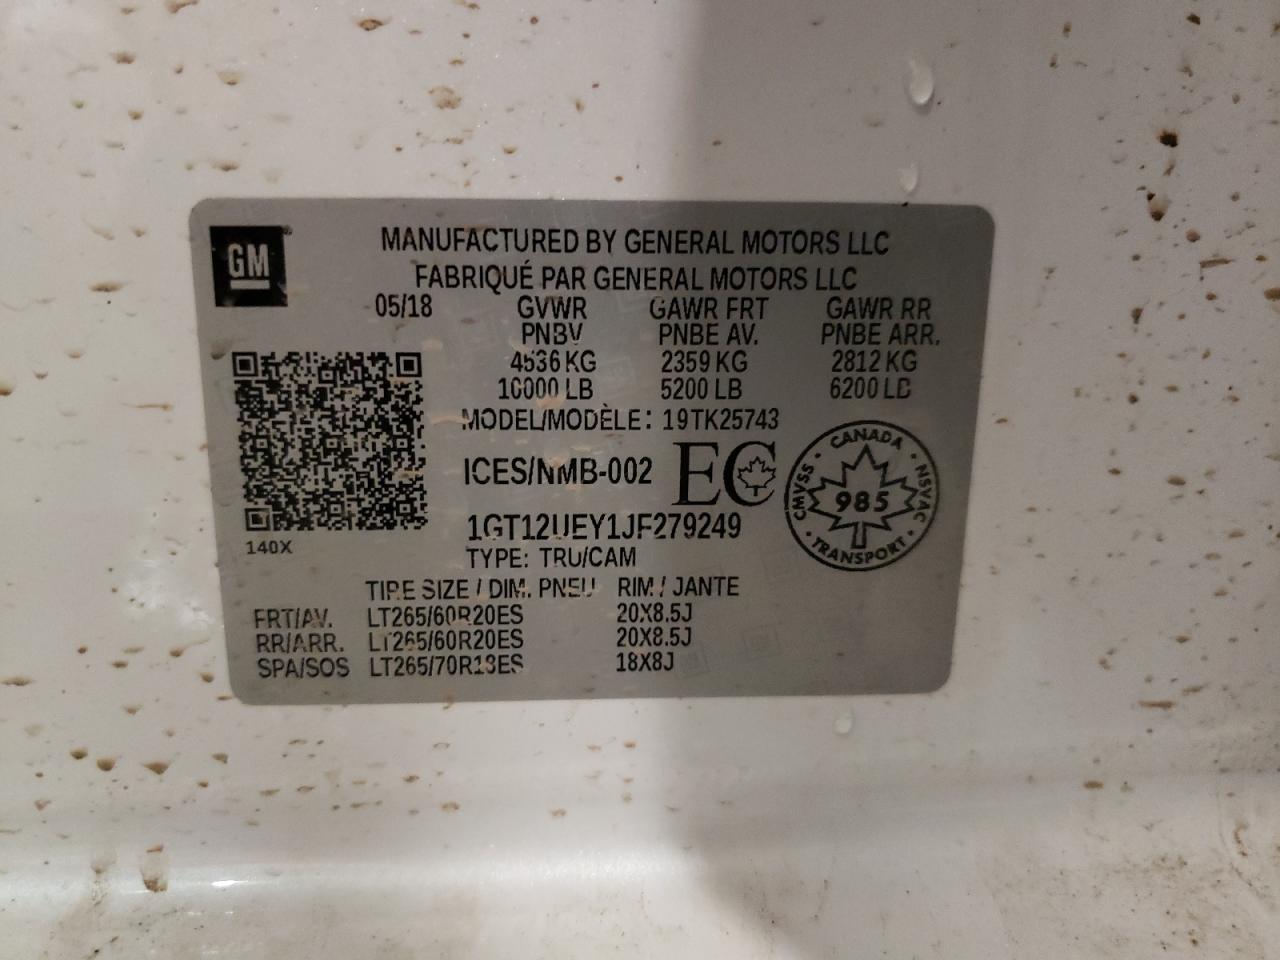 GM
MANUFACTURED BY GENERAL MOTORS LLC
FABRIQUÉ PAR GENERAL MOTORS LLC
05/18 GVWR GAWR FRT GAWR RR
PNBV PNBE AV. PNBE ARR.
4536 KG 2359 KG 2812 KG
10000 LB 5200 LB 6200 LB
MODEL/MODÈLE: 19TK25743
ICES/NMB-002 EC
CANADA
CMVSS 985 NSVAC
TRANSPORT
1GT12UEY1JF279249
140X
TYPE: TRU/CAM
TIRE SIZE / DIM. PNEU RIM / JANTE
FRT/AV. LT265/60R20ES 20X8.5J
RR/ARR. LT265/60R20ES 20X8.5J
SPA/SOS LT265/70R18ES 18X8J